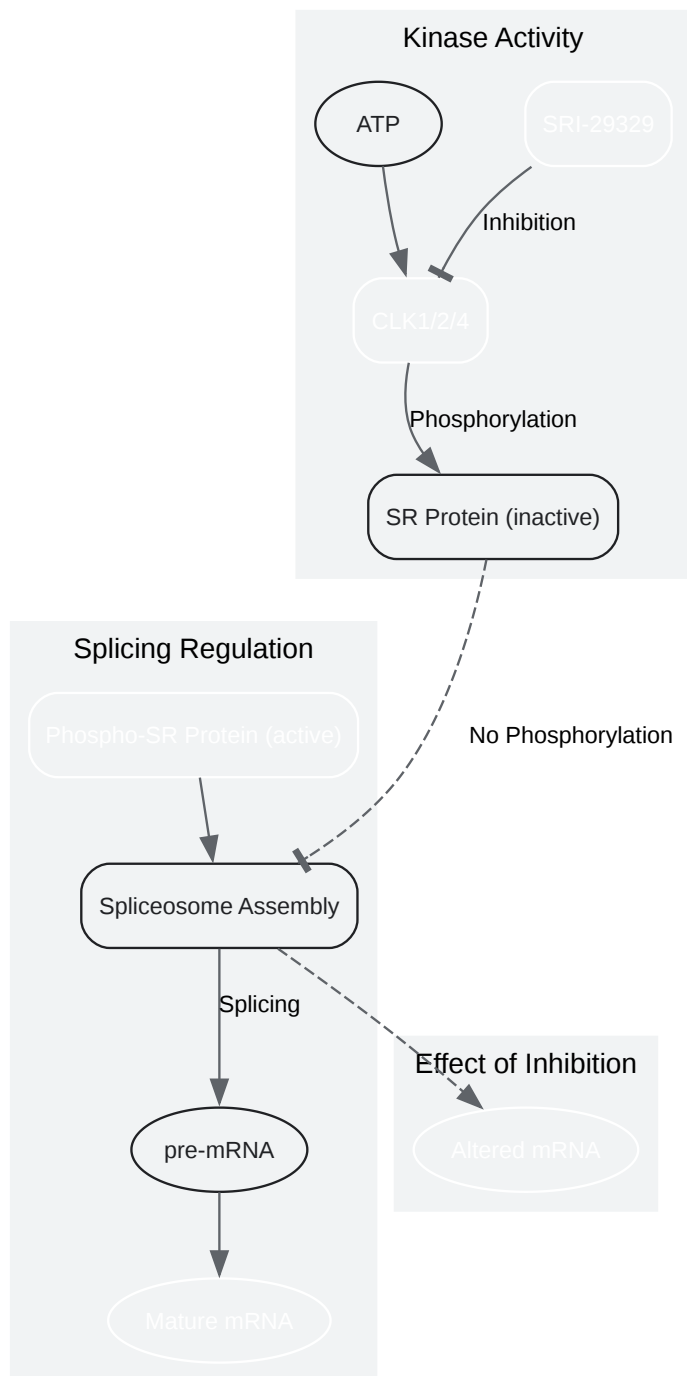 Kinase Activity
ATP
SRI-29329
Inhibition
CLK1/2/4
Phosphorylation
SR Protein (inactive)
Splicing Regulation
Phospho-SR Protein (active)
No Phosphorylation
Spliceosome Assembly
Splicing
Effect of Inhibition
pre-mRNA
Altered mRNA
Mature mRNA